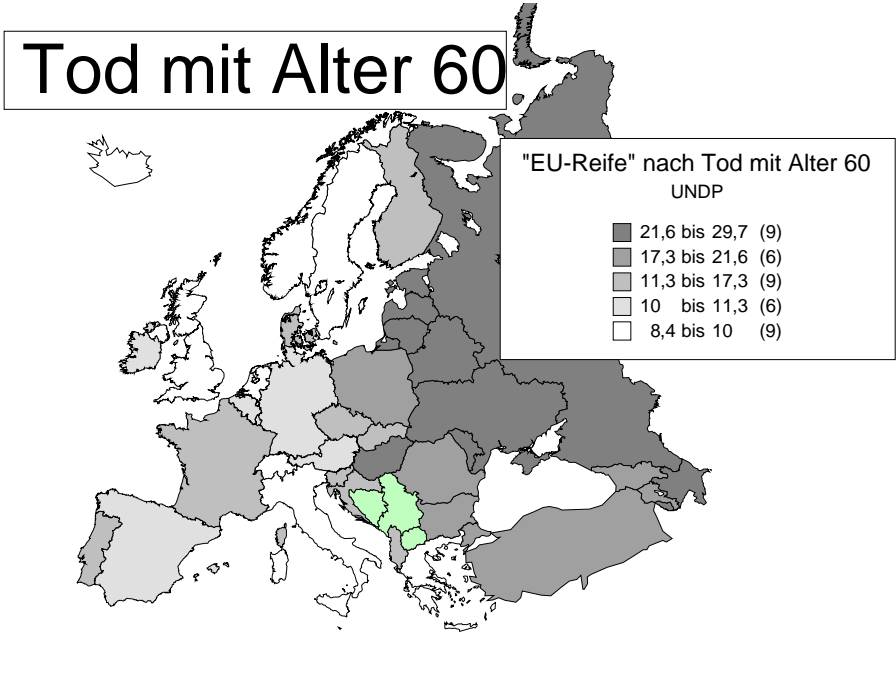 Tod mit Alter 60
"EU-Reife" nach Tod mit Alter 60
UNDP
21,6 bis 29,7 (9)
17,3 bis 21,6 (6)
11,3 bis 17,3 (9)
10 bis 11,3 (6)
8,4 bis 10 (9)